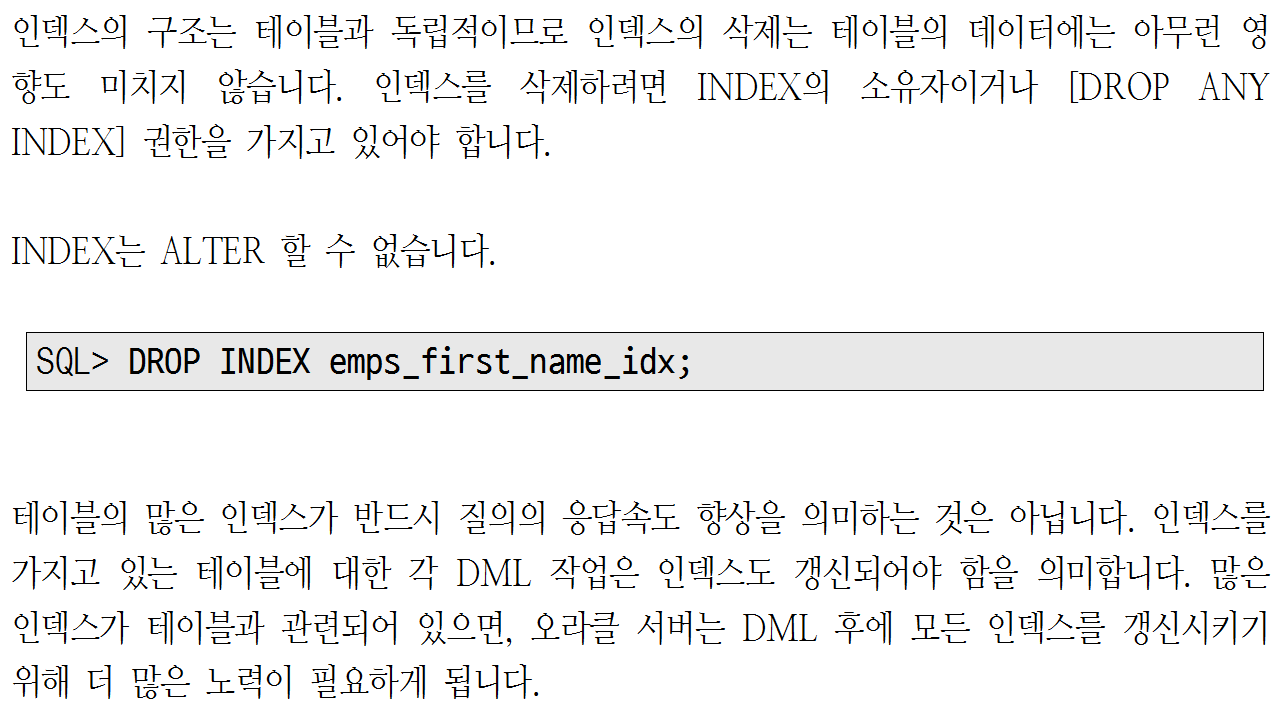 인덱스의 구조는 테이블과 독립적이므로 인덱스의 삭제는 테이블의 데이터에는 아무런 영
향도 미치지 않습니다. 인덱스를 삭제하려면 INDEX의 소유자이거나 [DROP ANY
INDEX] 권한을 가지고 있어야 합니다.
INDEX는 ALTER 할 수 없습니다.
SQL> DROP INDEX emps_first_name_idx;
테이블의 많은 인덱스가 반드시 질의의 응답속도 향상을 의미하는 것은 아닙니다. 인덱스를
가지고 있는 테이블에 대한 각 DML 작업은 인덱스도 갱신되어야 함을 의미합니다. 많은
인덱스가 테이블과 관련되어 있으면, 오라클 서버는 DML 후에 모든 인덱스를 갱신시키기
위해 더 많은 노력이 필요하게 됩니다.